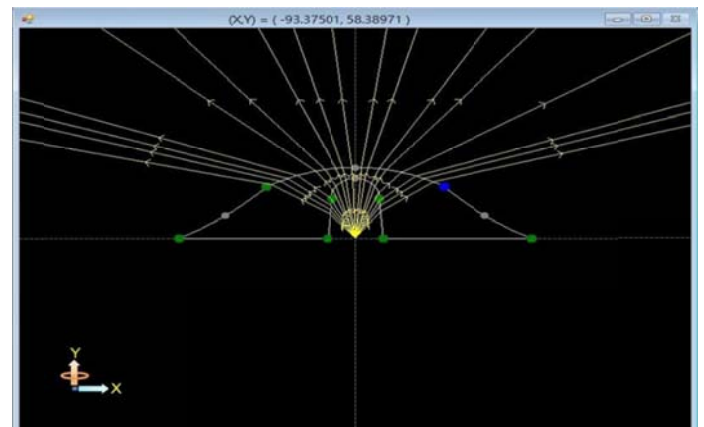 (X,Y) = ( -93.37501, 58.38971 )
Y
X